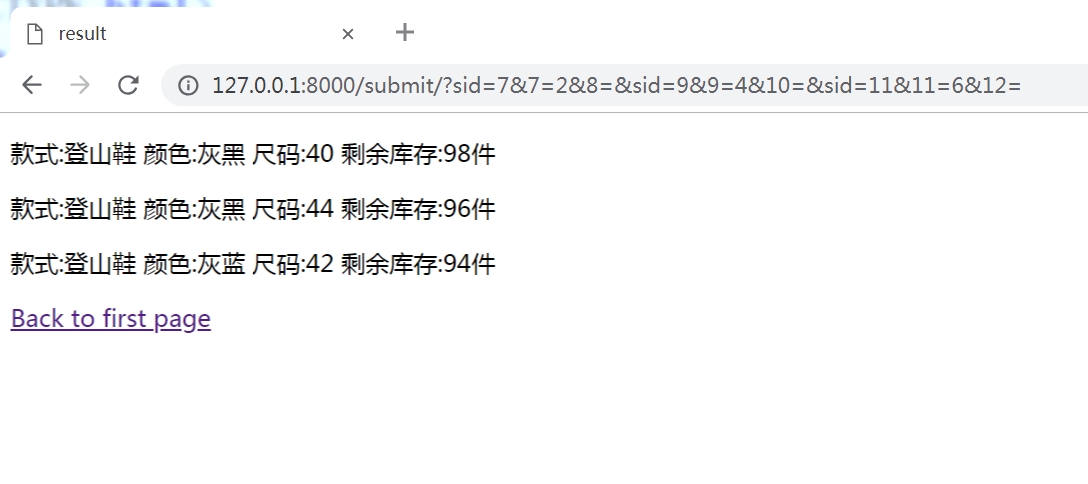 result
127.0.0.1:8000/submit/?sid=7&7=2&8=&sid=9&9=4&10=&sid=11&11=6&12=
款式:登山鞋 颜色:灰黑 尺码:40 剩余库存:98件
款式:登山鞋 颜色:灰黑 尺码:44 剩余库存:96件
款式:登山鞋 颜色:灰蓝 尺码:42 剩余库存:94件
Back to first page